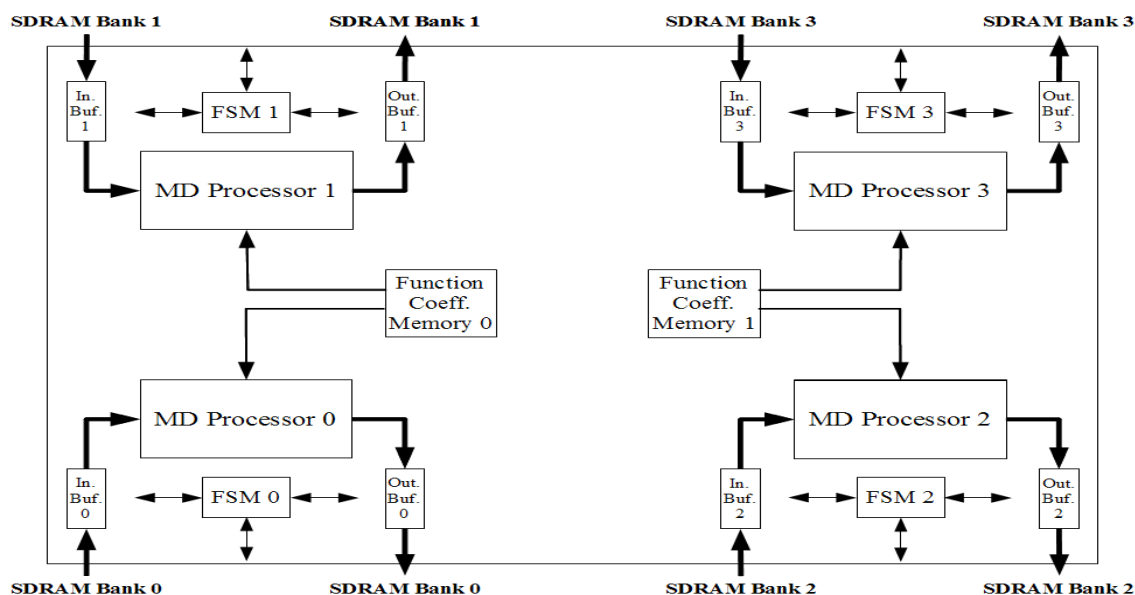 SDRAM Bank 1
SDRAM Bank 1
SDRAM Bank 3
SDRAM Bank 3
In.
Buf.
1
FSM 1
Out.
Buf.
1
In.
Buf.
3
FSM 3
Out.
Buf.
3
MD Processor 1
MD Processor 3
Function
Coeff.
Memory 0
Function
Coeff.
Memory 1
MD Processor 0
MD Processor 2
In.
Buf.
0
FSM 0
Out.
Buf.
0
In.
Buf.
2
FSM 2
Out.
Buf.
2
SDRAM Bank 0
SDRAM Bank 0
SDRAM Bank 2
SDRAM Bank 2